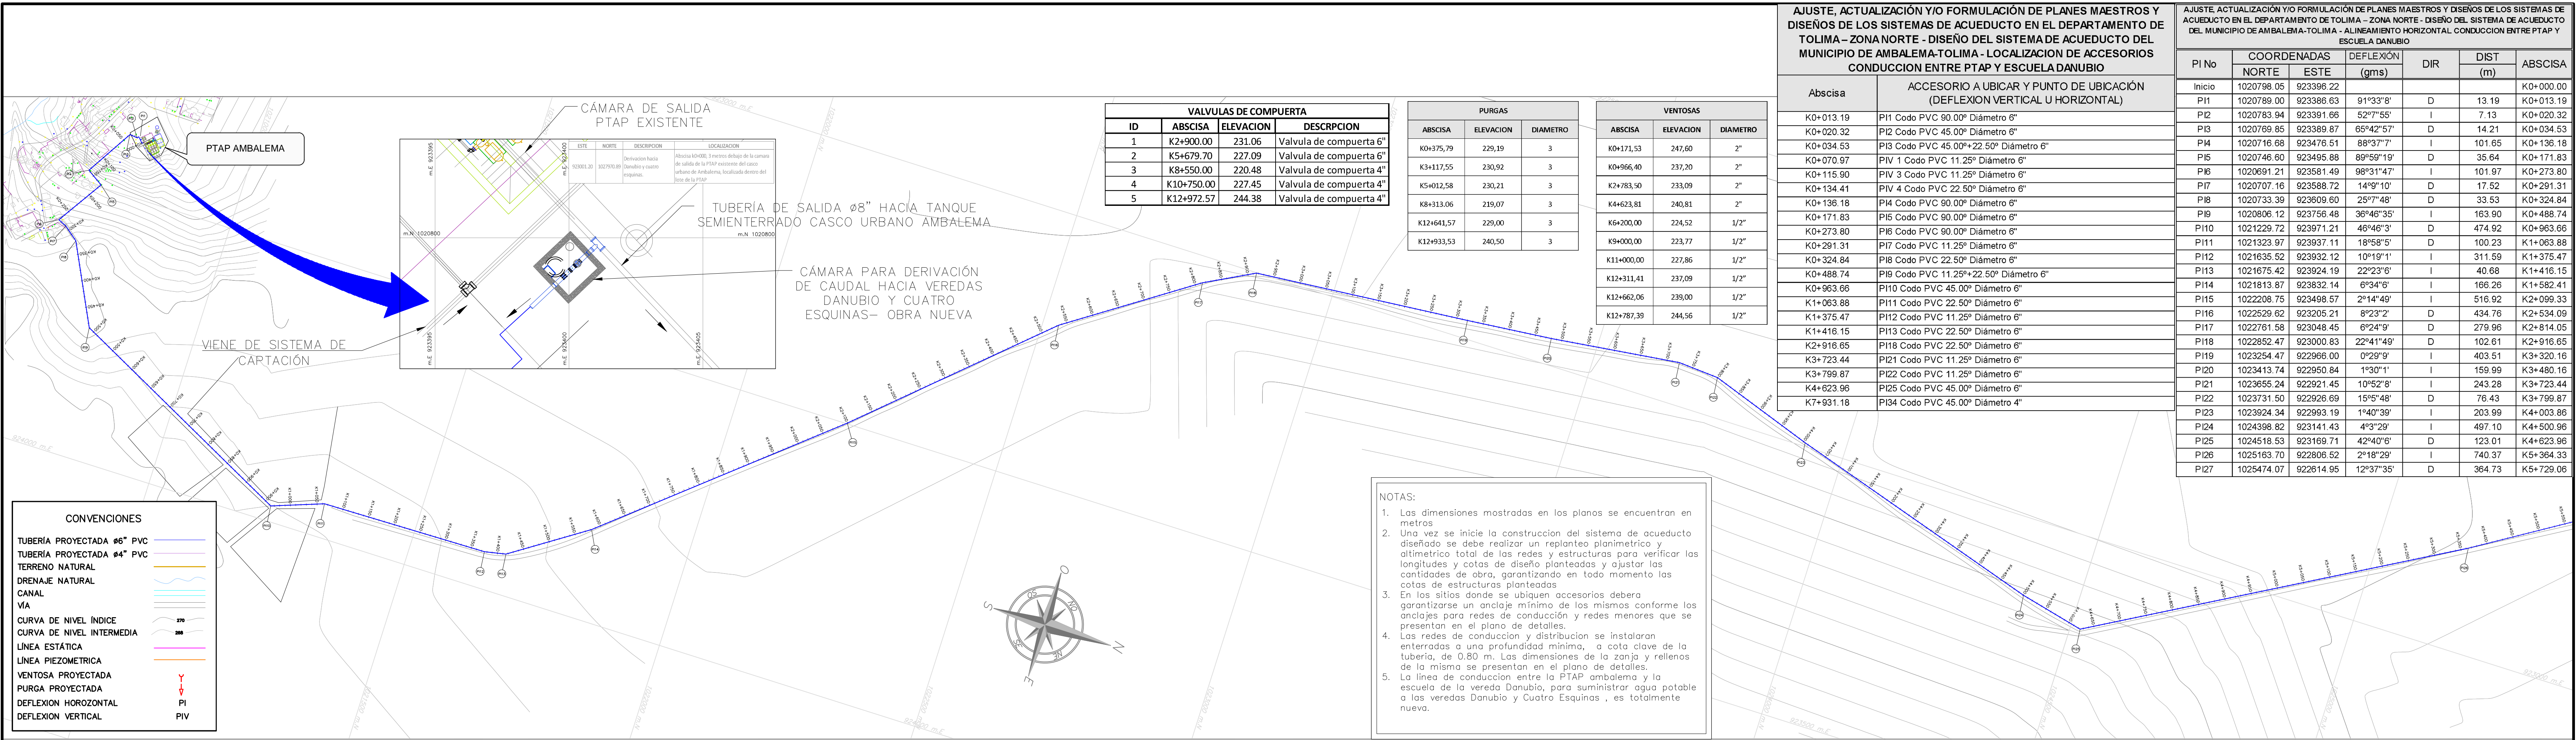 PTAP AMBALEMA
CÁMARA DE SALIDA
PTAP EXISTENTE
ESTE NORTE DESCRIPCION LOCALIZACION
m.E 923395
m.E 923400
m.N 1020800
m.N 1020800
TUBERÍA DE SALIDA ø8" HACIA TANQUE
SEMIENTERRADO CASCO URBANO AMBALEMA
CÁMARA PARA DERIVACIÓN
DE CAUDAL HACIA VEREDAS
DANUBIO Y CUATRO
ESQUINAS– OBRA NUEVA
VIENE DE SISTEMA DE
CAPTACIÓN
m.E 923395
m.E 923400
m.E 923405
VALVULAS DE COMPUERTA
ID ABSCISA ELEVACION DESCRPCION
1 K2+900.00 231.06 Valvula de compuerta 6"
2 K5+679.70 227.09 Valvula de compuerta 6"
3 K8+550.00 220.48 Valvula de compuerta 4"
4 K10+750.00 227.45 Valvula de compuerta 4"
5 K12+972.57 244.38 Valvula de compuerta 4"
PURGAS
ABSCISA ELEVACION DIAMETRO
K0+375,79 229,19 3
K3+117,55 230,92 3
K5+012,58 230,21 3
K8+313.06 219,07 3
K12+641,57 229,00 3
K12+933,53 240,50 3
VENTOSAS
ABSCISA ELEVACION DIAMETRO
K0+171,53 247,60 2"
K0+966,40 237,20 2"
K2+783,50 233,09 2"
K4+623,81 240,81 2"
K6+200,00 224,52 1/2"
K9+000,00 223,77 1/2"
K11+000,00 227,86 1/2"
K12+311,41 237,09 1/2"
K12+662,06 239,00 1/2"
K12+787,39 244,56 1/2"
AJUSTE, ACTUALIZACIÓN Y/O FORMULACIÓN DE PLANES MAESTROS Y
DISEÑOS DE LOS SISTEMAS DE ACUEDUCTO EN EL DEPARTAMENTO DE
TOLIMA – ZONA NORTE - DISEÑO DEL SISTEMA DE ACUEDUCTO DEL
MUNICIPIO DE AMBALEMA-TOLIMA - LOCALIZACION DE ACCESORIOS
CONDUCCION ENTRE PTAP Y ESCUELA DANUBIO
Abscisa ACCESORIO A UBICAR Y PUNTO DE UBICACIÓN
(DEFLEXION VERTICAL U HORIZONTAL)
K0+013.19 PI1 Codo PVC 90.00º Diámetro 6"
K0+020.32 PI2 Codo PVC 45.00º Diámetro 6"
K0+034.53 PI3 Codo PVC 45.00º+22.50º Diámetro 6"
K0+070.97 PIV 1 Codo PVC 11.25º Diámetro 6"
K0+115.90 PIV 3 Codo PVC 11.25º Diámetro 6"
K0+134.41 PIV 4 Codo PVC 22.50º Diámetro 6"
K0+136.18 PI4 Codo PVC 90.00º Diámetro 6"
K0+171.83 PI5 Codo PVC 90.00º Diámetro 6"
K0+273.80 PI6 Codo PVC 90.00º Diámetro 6"
K0+291.31 PI7 Codo PVC 11.25º Diámetro 6"
K0+324.84 PI8 Codo PVC 22.50º Diámetro 6"
K0+488.74 PI9 Codo PVC 11.25º+22.50º Diámetro 6"
K0+963.66 PI10 Codo PVC 45.00º Diámetro 6"
K1+063.88 PI11 Codo PVC 22.50º Diámetro 6"
K1+375.47 PI12 Codo PVC 11.25º Diámetro 6"
K1+416.15 PI13 Codo PVC 22.50º Diámetro 6"
K2+916.65 PI18 Codo PVC 22.50º Diámetro 6"
K3+723.44 PI21 Codo PVC 11.25º Diámetro 6"
K3+799.87 PI22 Codo PVC 11.25º Diámetro 6"
K4+623.96 PI25 Codo PVC 45.00º Diámetro 6"
K7+931.18 PI34 Codo PVC 45.00º Diámetro 4"
AJUSTE, ACTUALIZACIÓN Y/O FORMULACIÓN DE PLANES MAESTROS Y DISEÑOS DE LOS SISTEMAS DE
ACUEDUCTO EN EL DEPARTAMENTO DE TOLIMA – ZONA NORTE - DISEÑO DEL SISTEMA DE ACUEDUCTO
DEL MUNICIPIO DE AMBALEMA-TOLIMA - ALINEAMIENTO HORIZONTAL CONDUCCION ENTRE PTAP Y
ESCUELA DANUBIO
PI No COORDENADAS DEFLEXIÓN DIR DIST ABSCISA
NORTE ESTE (gms) (m)
Inicio 1020798.05 923396.22 K0+000.00
PI1 1020789.00 923386.63 91°33"8' D 13.19 K0+013.19
PI2 1020783.94 923391.66 52°7"55' I 7.13 K0+020.32
PI3 1020769.85 923389.87 65°42"57' D 14.21 K0+034.53
PI4 1020716.68 923476.51 88°37"7' I 101.65 K0+136.18
PI5 1020746.60 923495.88 89°59"19' D 35.64 K0+171.83
PI6 1020691.21 923581.49 98°31"47' I 101.97 K0+273.80
PI7 1020707.16 923588.72 14°9"10' D 17.52 K0+291.31
PI8 1020733.39 923609.60 25°7"48' D 33.53 K0+324.84
PI9 1020806.12 923756.48 36°46"35' I 163.90 K0+488.74
PI10 1021229.72 923971.21 46°46"3' D 474.92 K0+963.66
PI11 1021323.97 923937.11 18°58"5' D 100.23 K1+063.88
PI12 1021635.52 923932.12 10°19"1' I 311.59 K1+375.47
PI13 1021675.42 923924.19 22°23"6' I 40.68 K1+416.15
PI14 1021813.87 923832.14 6°34"6' I 166.26 K1+582.41
PI15 1022208.75 923498.57 2°14"49' I 516.92 K2+099.33
PI16 1022529.62 923205.21 8°23"2' D 434.76 K2+534.09
PI17 1022761.58 923048.45 6°24"9' D 279.96 K2+814.05
PI18 1022852.47 923000.83 22°41"49' D 102.61 K2+916.65
PI19 1023254.47 922966.00 0°29"9' I 403.51 K3+320.16
PI20 1023413.74 922950.84 1°30"1' I 159.99 K3+480.16
PI21 1023655.24 922921.45 10°52"8' I 243.28 K3+723.44
PI22 1023731.50 922926.69 15°5"48' D 76.43 K3+799.87
PI23 1023924.34 922993.19 1°40"39' I 203.99 K4+003.86
PI24 1024398.82 923141.43 4°3"29' I 497.10 K4+500.96
PI25 1024518.53 923169.71 42°40"6' D 123.01 K4+623.96
PI26 1025163.70 922806.52 2°18"29' I 740.37 K5+364.33
PI27 1025474.07 922614.95 12°37"35' D 364.73 K5+729.06
CONVENCIONES
TUBERÍA PROYECTADA ø6" PVC
TUBERÍA PROYECTADA ø4" PVC
TERRENO NATURAL
DRENAJE NATURAL
CANAL
VÍA
CURVA DE NIVEL ÍNDICE 270
CURVA DE NIVEL INTERMEDIA 268
LÍNEA ESTÁTICA
LÍNEA PIEZOMETRICA
VENTOSA PROYECTADA
PURGA PROYECTADA
DEFLEXION HOROZONTAL PI
DEFLEXION VERTICAL PIV
O
NO
N
NE
E
SE
S
SO
NOTAS:
1. Las dimensiones mostradas en los planos se encuentran en
metros
2. Una vez se inicie la construcion del sistema de acueducto
diseñado se debe realizar un replanteo planimetrico y
altimetrico total de las redes y estructuras para verificar las
longitudes y cotas de diseño planteadas y ajustar las
cantidades de obra, garantizando en todo momento las
cotas de estructuras planteadas
3. En los sitios donde se ubiquen accesorios debera
garantizarse un anclaje mínimo de los mismos conforme los
anclajes para redes de conducción y redes menores que se
presentan en el plano de detalles.
4. Las redes de conduccion y distribucion se instalaran
enterradas a una profundidad minima, a cota clave de la
tuberia, de 0.80 m. Las dimensiones de la zanja y rellenos
de la misma se presentan en el plano de detalles.
5. La linea de conduccion entre la PTAP ambalema y la
escuela de la vereda Danubio, para suministrar agua potable
a las veredas Danubio y Cuatro Esquinas , es totalmente
nueva.